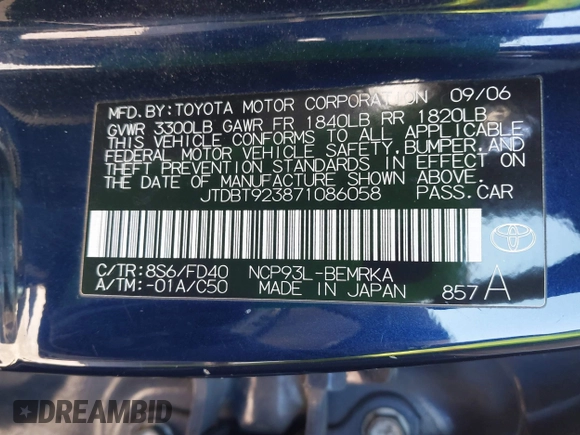 MFD. BY: TOYOTA MOTOR CORPORATION 09/06
GVWR 3300LB GAWR FR 1840LB RR 1820LB
THIS VEHICLE CONFORMS TO ALL APPLICABLE
FEDERAL MOTOR VEHICLE SAFETY, BUMPER, AND
THEFT PREVENTION STANDARDS IN EFFECT ON
THE DATE OF MANUFACTURE SHOWN ABOVE.
JTDBT923871086058 PASS. CAR
C/TR: 8S6/FD40 NCP93L-BEMRKA
A/TM: -01A/C50 MADE IN JAPAN 857 A
DREAMBID